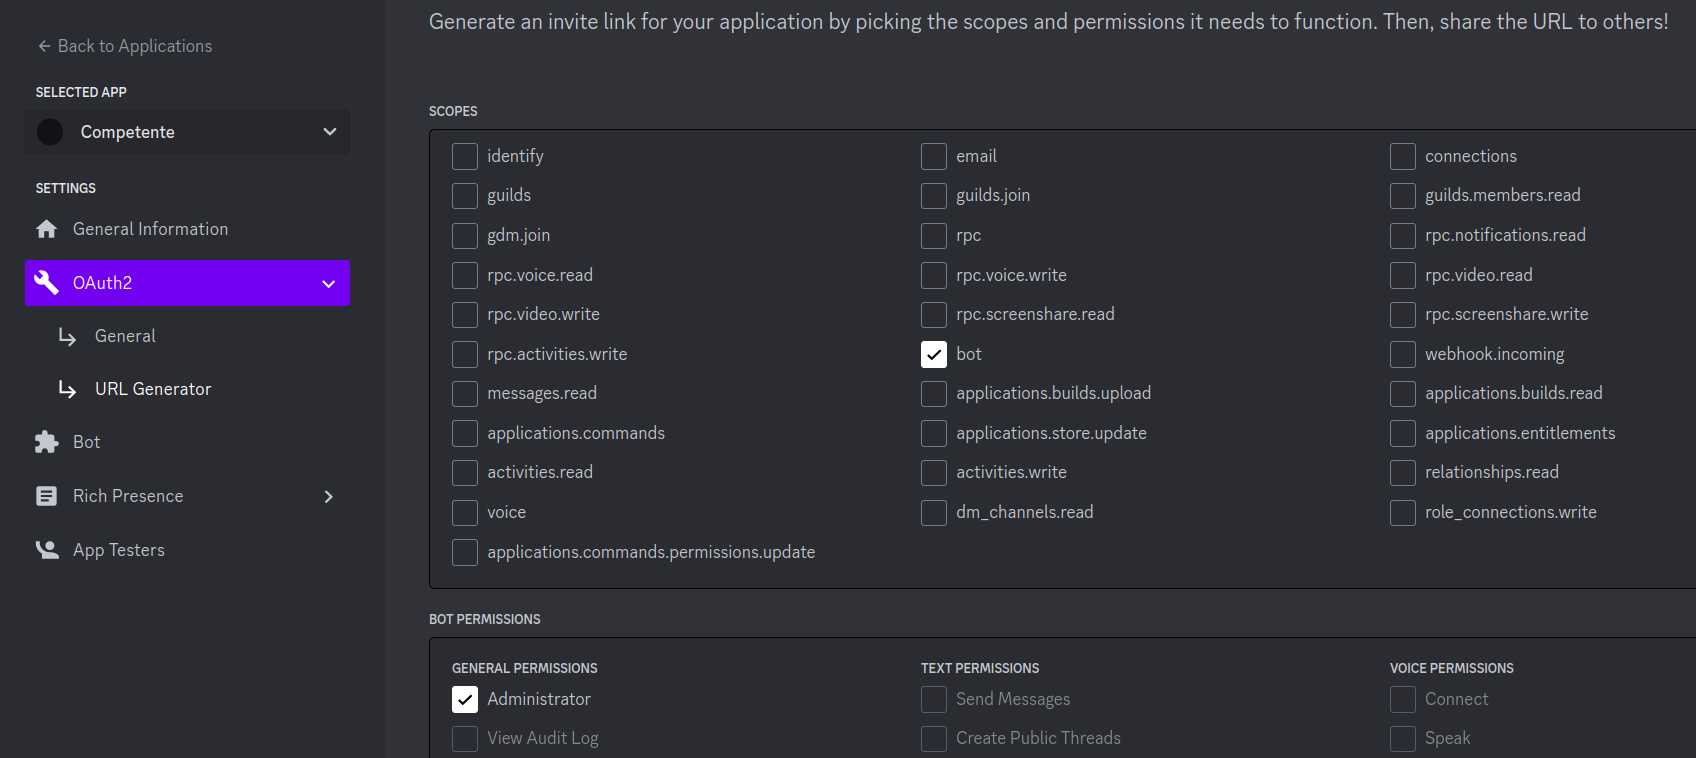 Back to Applications
SELECTED APP
Competente
SETTINGS
General Information
OAuth2
General
URL Generator
Bot
Rich Presence
App Testers
Generate an invite link for your application by picking the scopes and permissions it needs to function. Then, share the URL to others!
SCOPES
identify email connections
guilds guilds.join guilds.members.read
gdm.join rpc rpc.notifications.read
rpc.voice.read rpc.voice.write rpc.video.read
rpc.video.write rpc.screenshare.read rpc.screenshare.write
rpc.activities.write bot webhook.incoming
messages.read applications.builds.upload applications.builds.read
applications.commands applications.store.update applications.entitlements
activities.read activities.write relationships.read
voice dm_channels.read role_connections.write
applications.commands.permissions.update
BOT PERMISSIONS
GENERAL PERMISSIONS TEXT PERMISSIONS VOICE PERMISSIONS
Administrator Send Messages Connect
View Audit Log Create Public Threads Speak